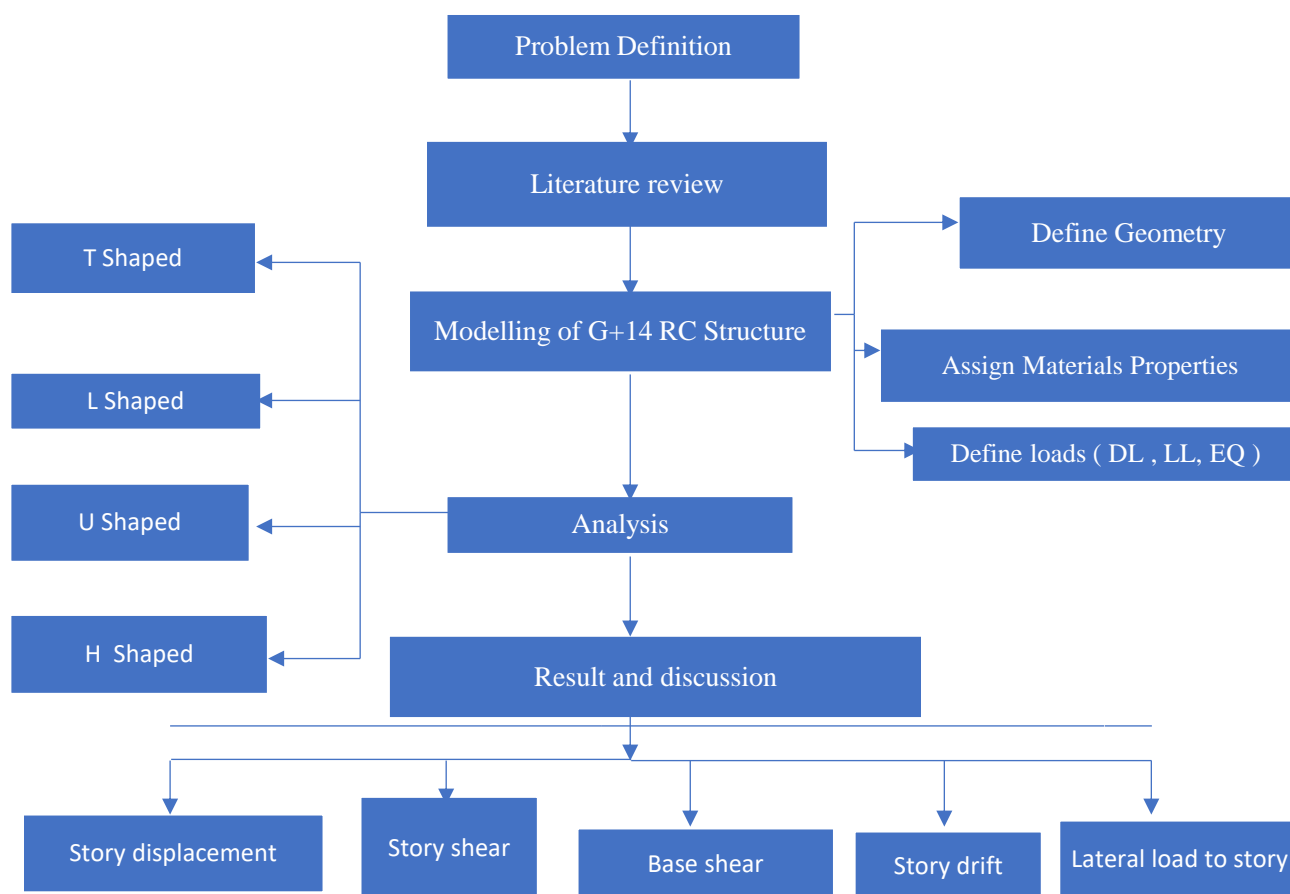 Problem Definition
Literature review
Define Geometry
T Shaped
Modelling of G+14 RC Structure
Assign Materials Properties
L Shaped
Define loads ( DL , LL, EQ )
U Shaped
Analysis
H  Shaped
Result and discussion
Story displacement
Story shear
Base shear
Story drift
Lateral load to story